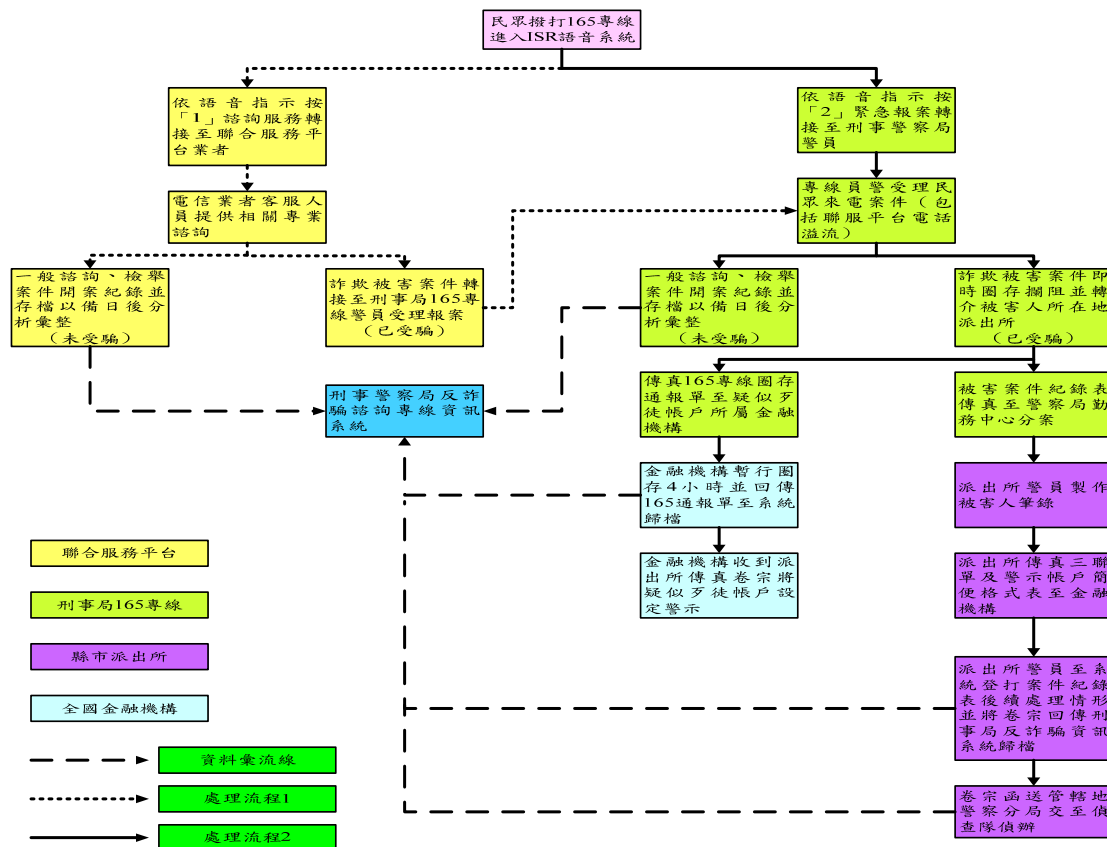 民眾撥打165專線
進入ISR語音系統
依語音指示按
「1」諮詢服務轉
接至聯合服務平
台業者
依語音指示按
「2」緊急報案轉
接至刑事警察局
警員
電信業者客服人
員提供相關專業
諮詢
專線員警受理民
眾來電案件（包
括聯服平台電話
溢流）
一般諮詢、檢舉
案件開案紀錄並
存檔以備日後分
析彙整
（未受騙）
詐欺被害案件轉
接至刑事局165專
線警員受理報案
（已受騙）
一般諮詢、檢舉
案件開案紀錄並
存檔以備日後分
析彙整
（未受騙）
詐欺被害案件即
時圈存攔阻並轉
介被害人所在地
派出所
（已受騙）
刑事警察局反詐
騙諮詢專線資訊
系統
傳真165專線圈存
通報單至疑似歹
徒帳戶所屬金融
機構
被害案件紀錄表
傳真至警察局勤
務中心分案
金融機構暫行圈
存4小時並回傳
165通報單至系統
歸檔
派出所警員製作
被害人筆錄
金融機構收到派
出所傳真卷宗將
疑似歹徒帳戶設
定警示
派出所傳真三聯
單及警示帳戶簡
便格式表至金融
機構
派出所警員至系
統登打案件紀錄
表後續處理情形
並將卷宗回傳刑
事局反詐騙資訊
系統歸檔
卷宗函送管轄地
警察分局交至偵
查隊偵辦
聯合服務平台
刑事局165專線
縣市派出所
全國金融機構
資料彙流線
處理流程1
處理流程2